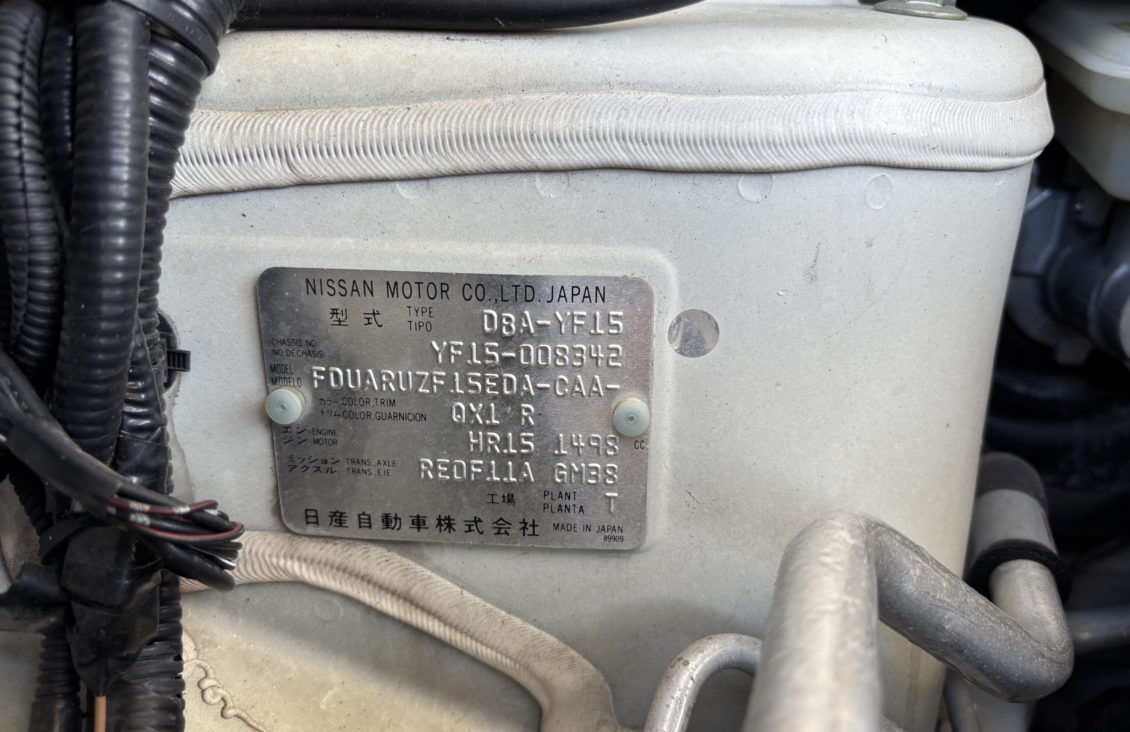 NISSAN MOTOR CO.,LTD. JAPAN
型式 TYPE TIPO DBA-YF15
CHASSIS NO. NO.DECHASIS YF15-008342
MODEL MODELO FDUARUZF15EDA-CAA-
カラー COLOR,TRIM トリム COLOR,GUARNICION QX1 R
エンジン ENGINE MOTOR HR15 1498 CC
ミッション TRANS.,AXLE アクスル TRANS.,EJE RE0F11A GM38
工場 PLANT PLANTA T
日産自動車株式会社 MADE IN JAPAN
89909